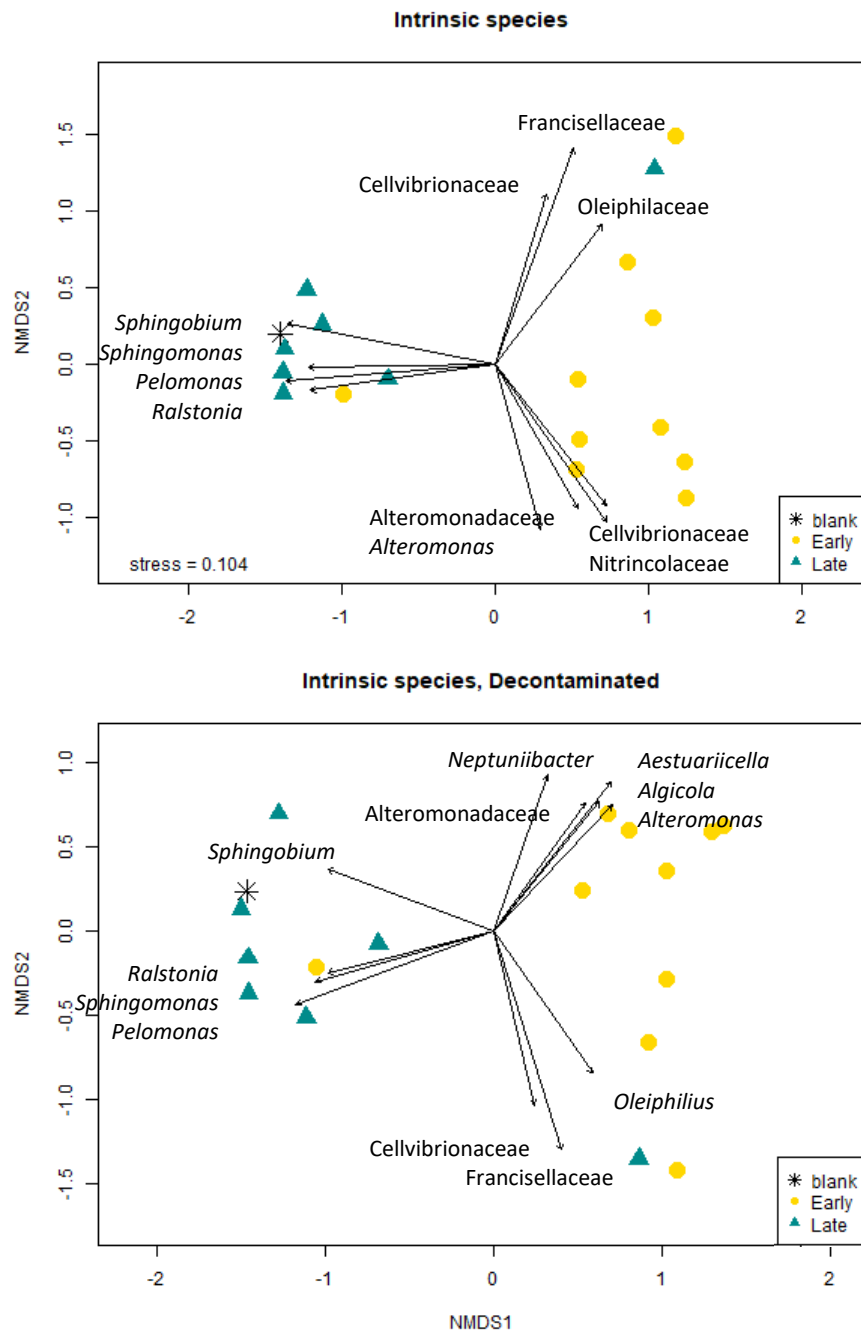 Intrinsic species
Francisellaceae
Cellvibrionaceae
Oleiphilaceae
Sphingobium
Sphingomonas
Pelomonas
Ralstonia
Alteromonadaceae
Alteromonas
Cellvibrionaceae
Nitrincolaceae
stress = 0.104
blank
Early
Late
NMDS2
1.5
1.0
0.5
0.0
-0.5
-1.0
-2
-1
0
1
2
Intrinsic species, Decontaminated
Neptuniibacter
Aestuariicella
Algicola
Alteromonas
Alteromonadaceae
Sphingobium
Ralstonia
Sphingomonas
Pelomonas
Oleiphilius
Cellvibrionaceae
Francisellaceae
blank
Early
Late
NMDS2
1.0
0.5
0.0
-0.5
-1.0
-1.5
-2
-1
0
1
2
NMDS1